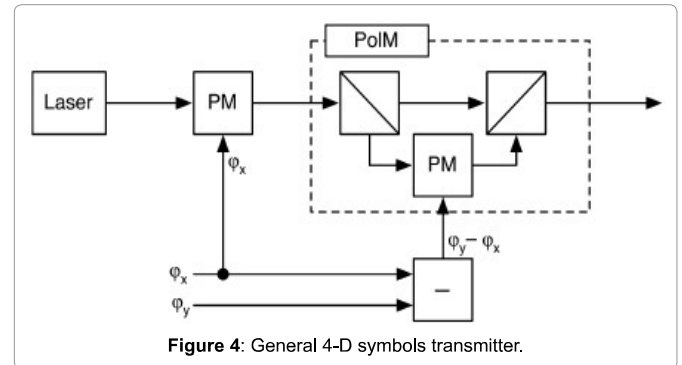 PolM
Laser
PM
PM
φx
φy – φx
φx
φy
–
Figure 4: General 4-D symbols transmitter.